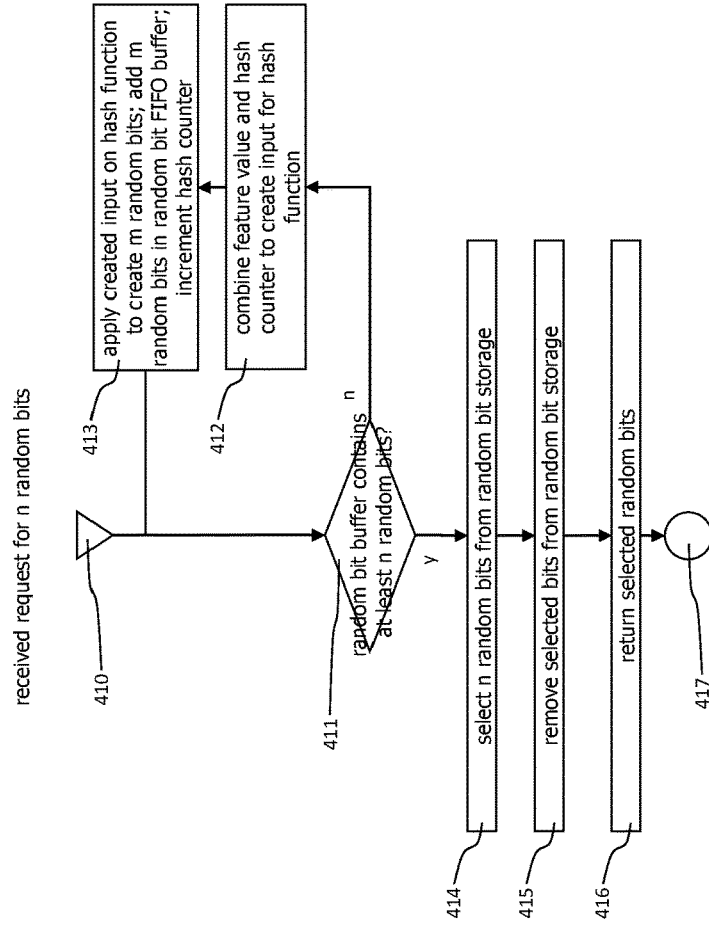 received request for n random bits
410
apply created input on hash function
to create m random bits; add m
random bits in random bit FIFO buffer;
increment hash counter
413
combine feature value and hash
counter to create input for hash
function
412
random bit buffer contains
at least n random bits?
n
y
411
select n random bits from random bit storage
414
remove selected bits from random bit storage
415
return selected random bits
416
417